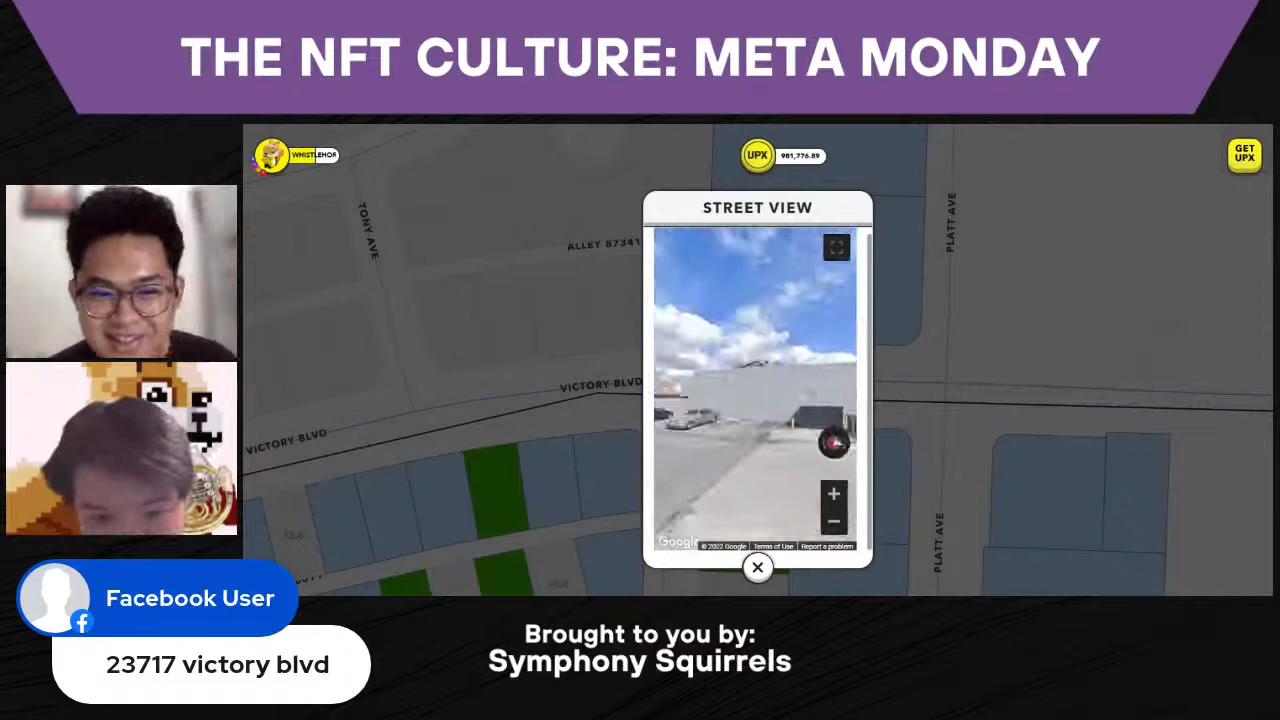 THE NFT CULTURE: META MONDAY
WHISTLEHOR
UPX
981,776.89
GET
UPX
STREET VIEW
TONY AVE
ALLEY 87341
PLATT AVE
VICTORY BLVD
VICTORY BLVD
PLATT AVE
Google
© 2022 Google
Terms of Use
Report a problem
Facebook User
23717 victory blvd
Brought to you by:
Symphony Squirrels